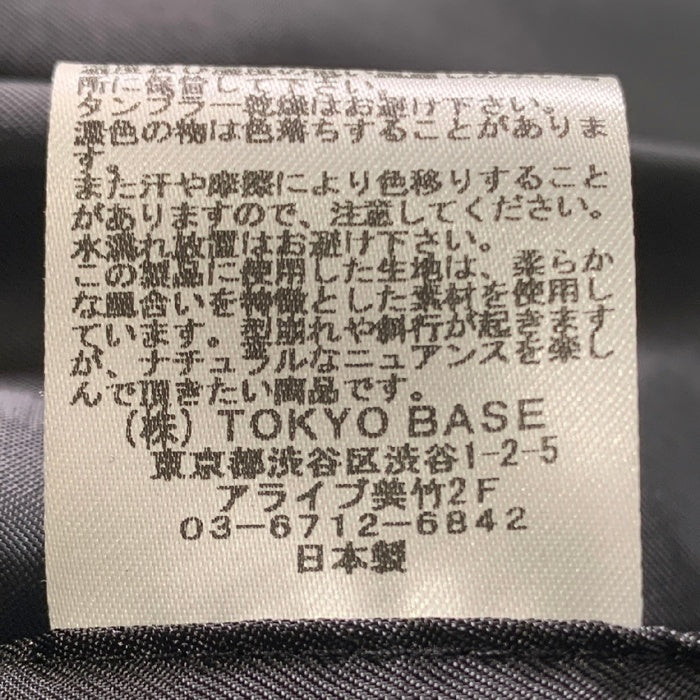 所に保管して下さい。
タンブラー乾燥はお避け下さい。
濃色の物は色落ちすることがありま
す。
また汗や摩擦により色移りすること
がありますので、注意してください。
水濡れ放置はお避け下さい。
この製品に使用した生地は、柔らか
な風合いを特徴とした素材を使用し
ています。型崩れや斜行が起きます
が、ナチュラルなニュアンスを楽し
んで頂きたい商品です。
(株) TOKYO BASE
東京都渋谷区渋谷1-2-5
アライブ美竹2F
03-6712-6842
日本製